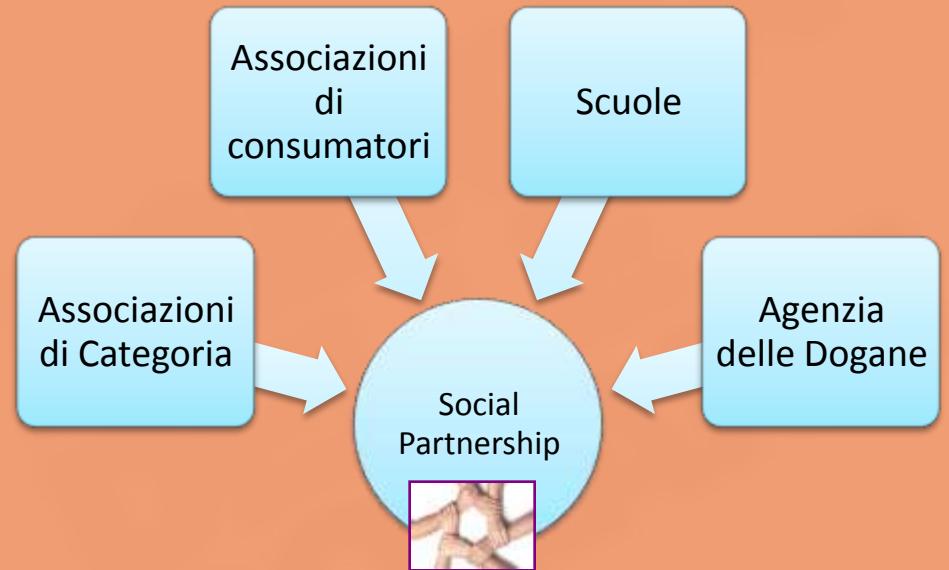 Associazioni
di
consumatori
Scuole
Associazioni
di Categoria
Agenzia
delle Dogane
Social
Partnership